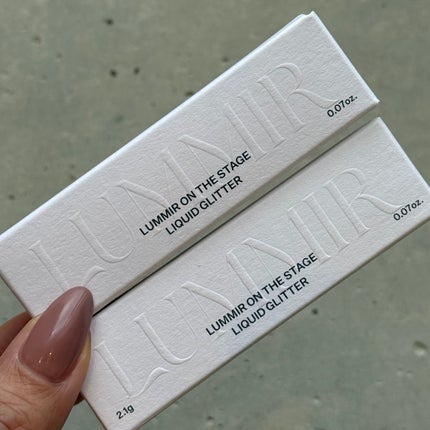 LUMMIR
LUMMIR ON THE STAGE
LIQUID GLITTER
0.07oz.
LUMMIR
LUMMIR ON THE STAGE
LIQUID GLITTER
0.07oz.
2.1g